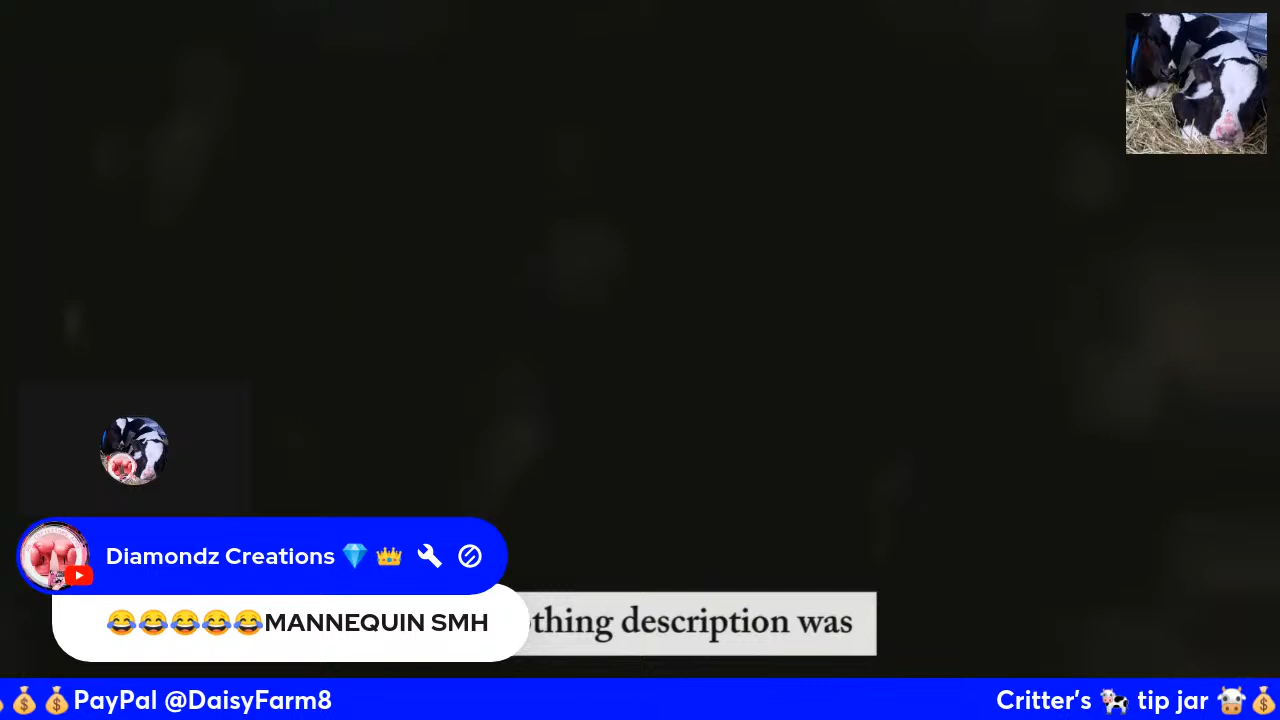 Diamondz Creations 💎 👑
😂😂😂😂😂MANNEQUIN SMH
thing description was
💰💰PayPal @DaisyFarm8
Critter's 🐄 tip jar 🐮💰